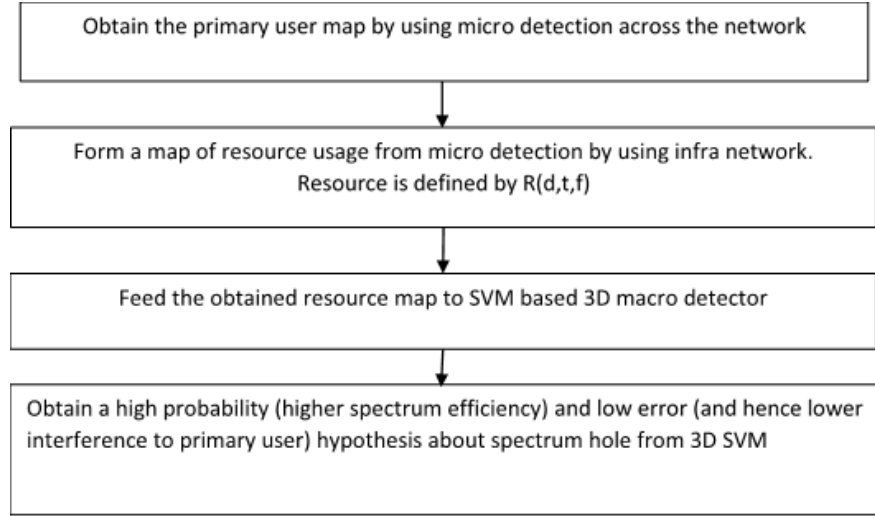 Obtain the primary user map by using micro detection across the network
Form a map of resource usage from micro detection by using infra network.
Resource is defined by R(d,t,f)
Feed the obtained resource map to SVM based 3D macro detector
Obtain a high probability (higher spectrum efficiency) and low error (and hence lower
interference to primary user) hypothesis about spectrum hole from 3D SVM